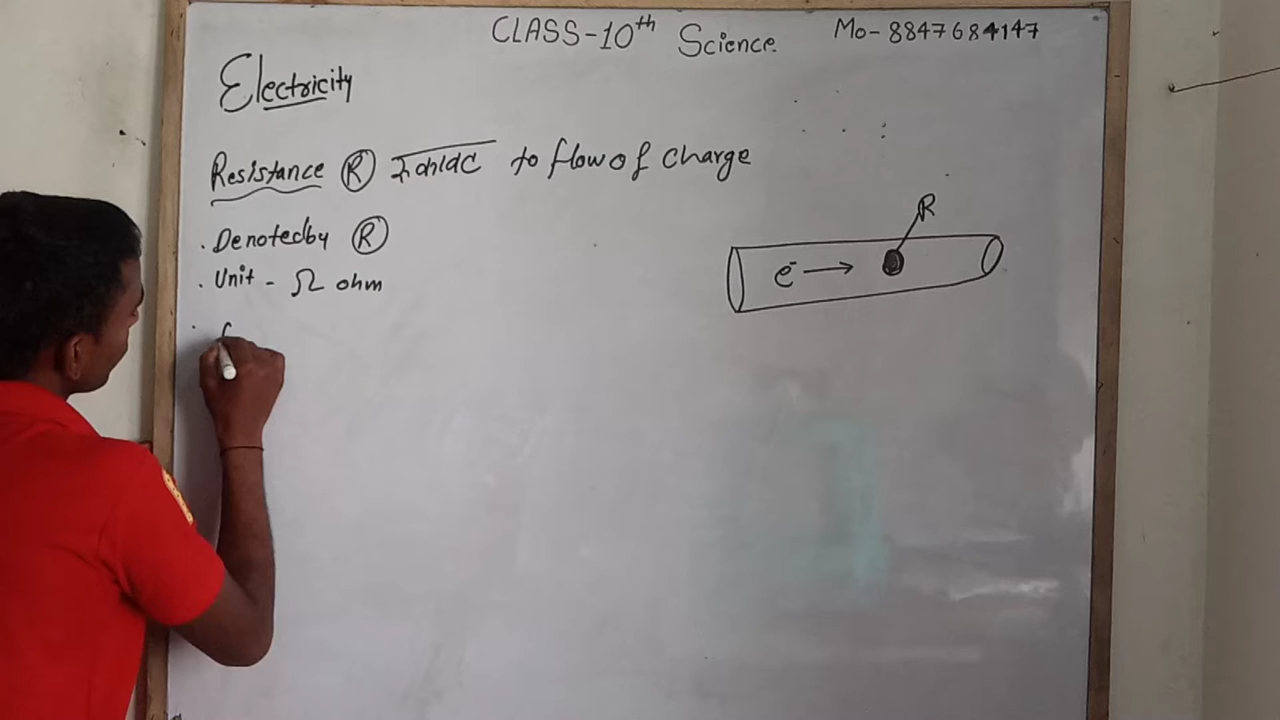 CLASS-10th Science Mo-8847684147
Electricity
Resistance (R) रूकावट to flow of charge
. Denoted by (R)
. Unit - Ω ohm
R
e⁻ →